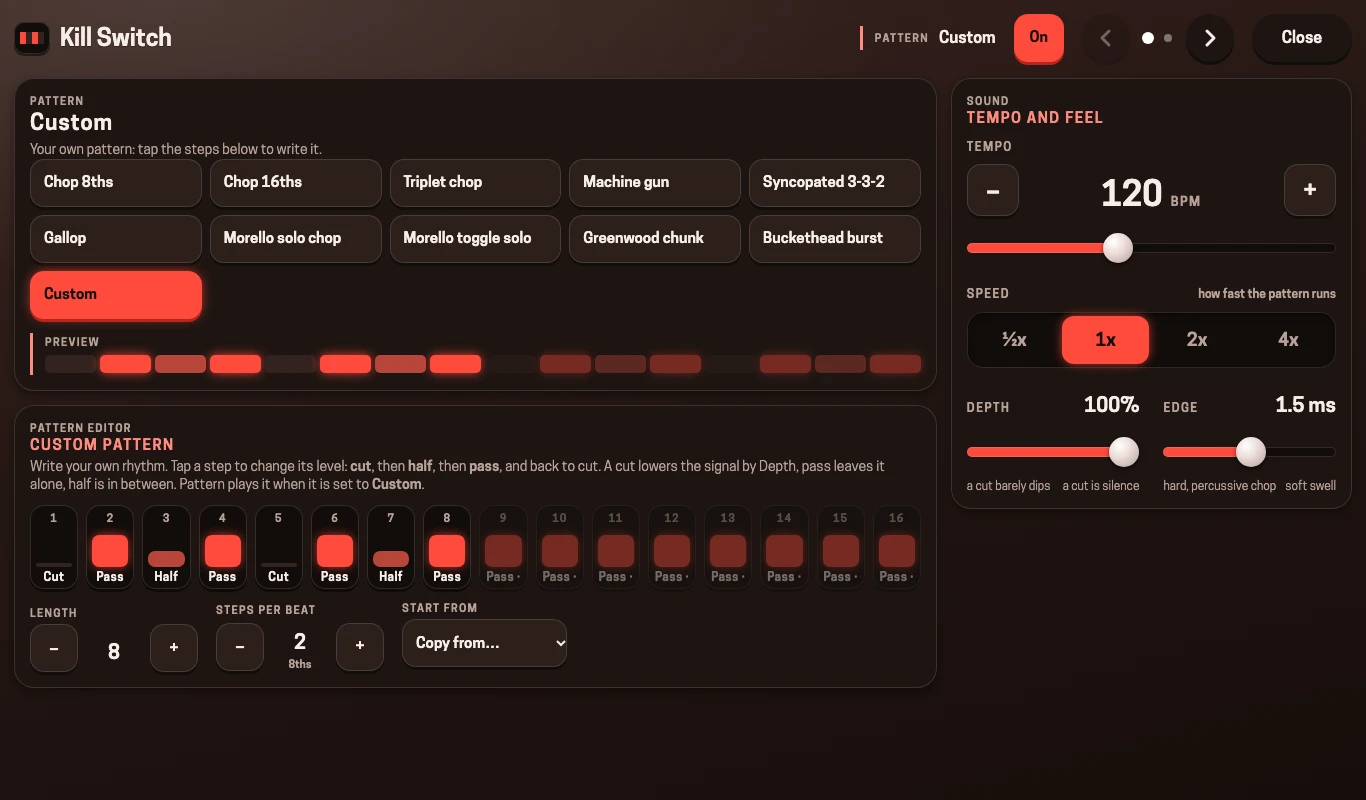 Kill Switch
PATTERN Custom
On
Close
PATTERN
Custom
Your own pattern: tap the steps below to write it.
Chop 8ths
Chop 16ths
Triplet chop
Machine gun
Syncopated 3-3-2
Gallop
Morello solo chop
Morello toggle solo
Greenwood chunk
Buckethead burst
Custom
PREVIEW
PATTERN EDITOR
CUSTOM PATTERN
Write your own rhythm. Tap a step to change its level: cut, then half, then pass, and back to cut. A cut lowers the signal by Depth, pass leaves it
alone, half is in between. Pattern plays it when it is set to Custom.
1 2 3 4 5 6 7 8 9 10 11 12 13 14 15 16
Cut Pass Half Pass Cut Pass Half Pass Pass · Pass · Pass · Pass · Pass · Pass · Pass · Pass ·
LENGTH
− 8 +
STEPS PER BEAT
− 2 +
8ths
START FROM
Copy from...
SOUND
TEMPO AND FEEL
TEMPO
− 120 BPM +
SPEED how fast the pattern runs
½x 1x 2x 4x
DEPTH 100%
a cut barely dips a cut is silence
EDGE 1.5 ms
hard, percussive chop soft swell